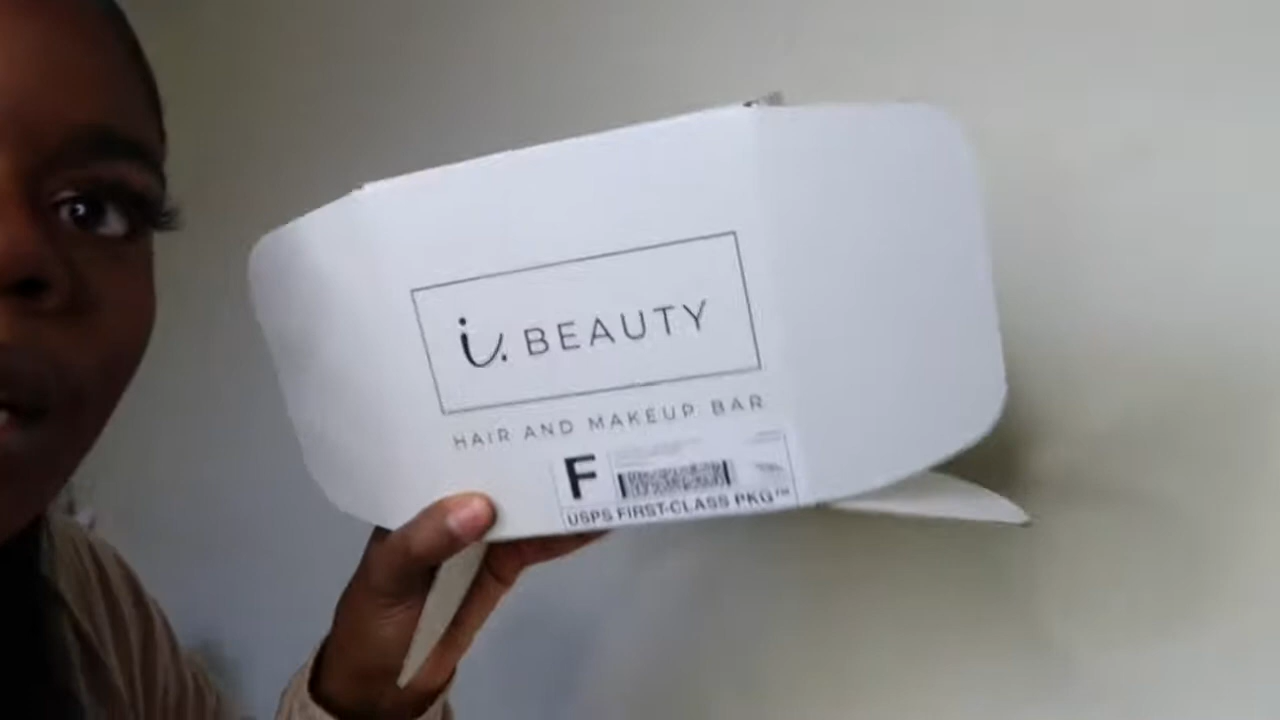 i. BEAUTY
HAIR AND MAKEUP BAR
F
USPS FIRST-CLASS PKG™